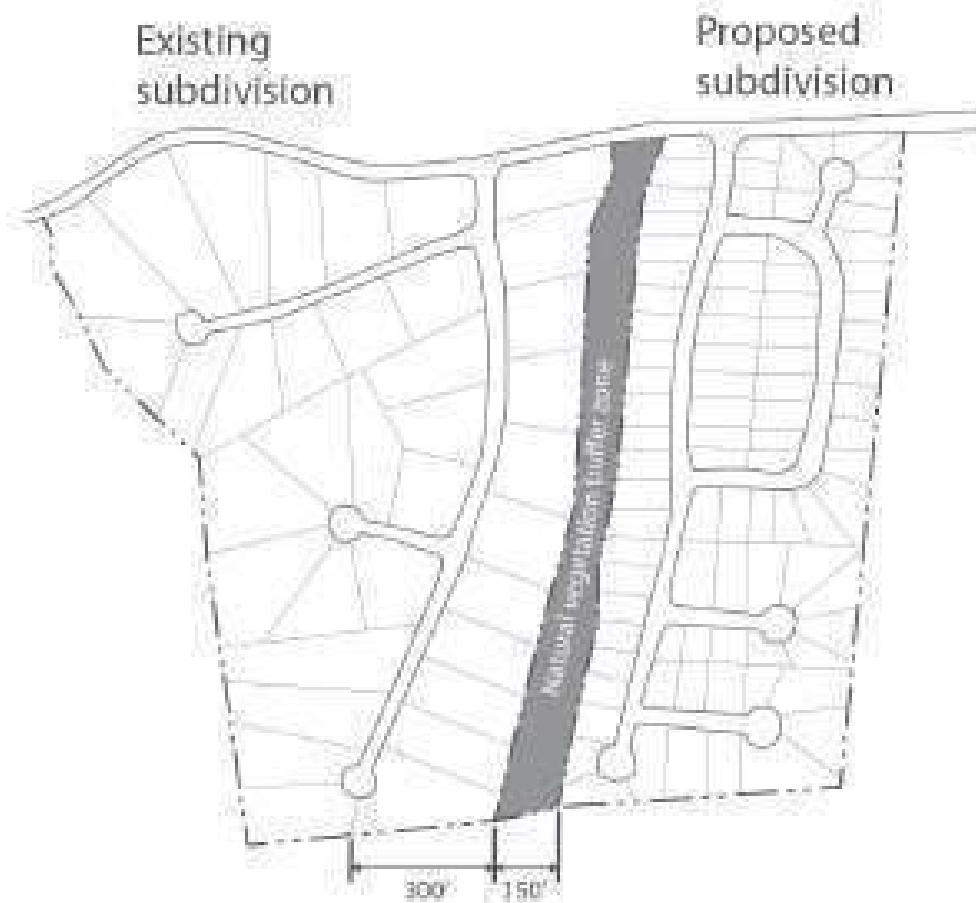 Existing
subdivision
Proposed
subdivision
Natural vegetation buffer zone
300'
150'